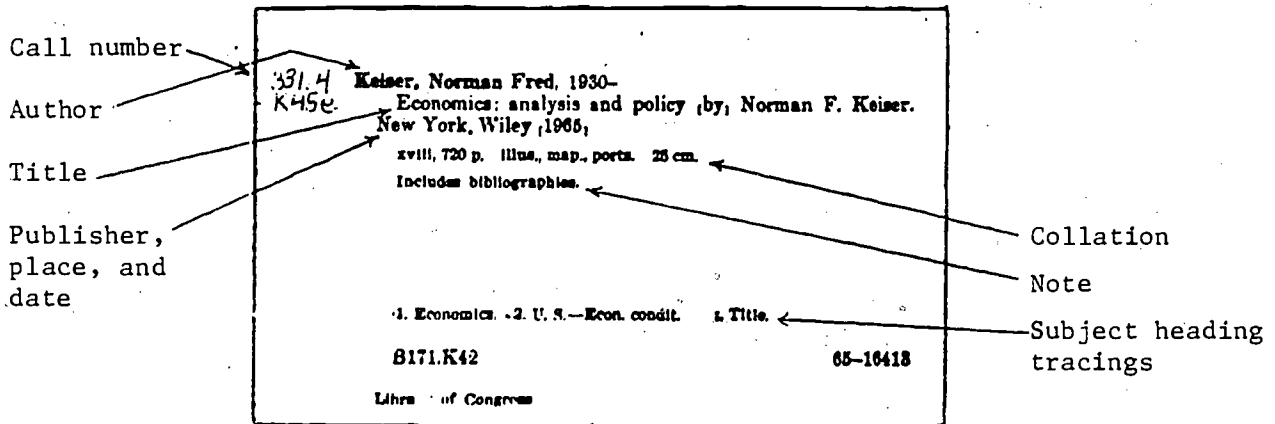 Call number
Author
Title
Publisher,
place, and
date
331.4
K45e
Keiser, Norman Fred, 1930–
Economics: analysis and policy [by] Norman F. Keiser.
New York, Wiley [1965]
xviii, 720 p. illus., map., ports. 26 cm.
Includes bibliographies.
1. Economics. 2. U. S.—Econ. condit. I. Title.
B171.K42 65–16413
of Congress
Collation
Note
Subject heading
tracings